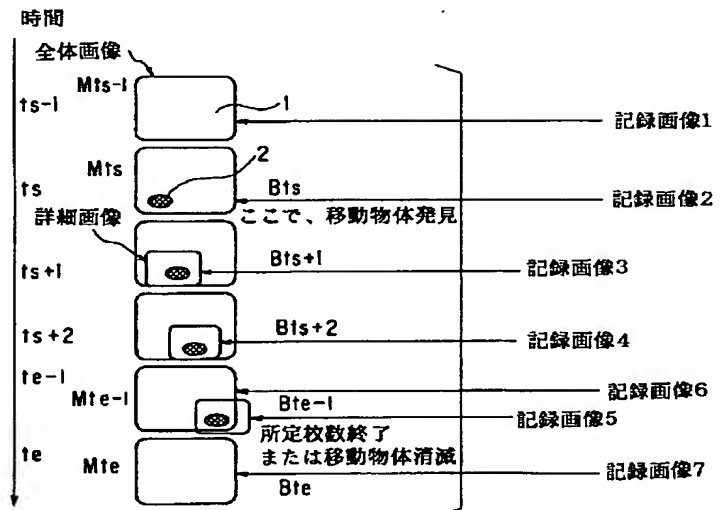 時間
全体画像
Mts-1
ts-1
1
記録画像1
Mts
2
ts
Bts
記録画像2
ここで、移動物体発見
詳細画像
ts+1
Bts+1
記録画像3
ts+2
Bts+2
記録画像4
te-1
Mte-1
記録画像6
Bte-1
記録画像5
所定枚数終了
または移動物体消滅
te
Mte
Bte
記録画像7